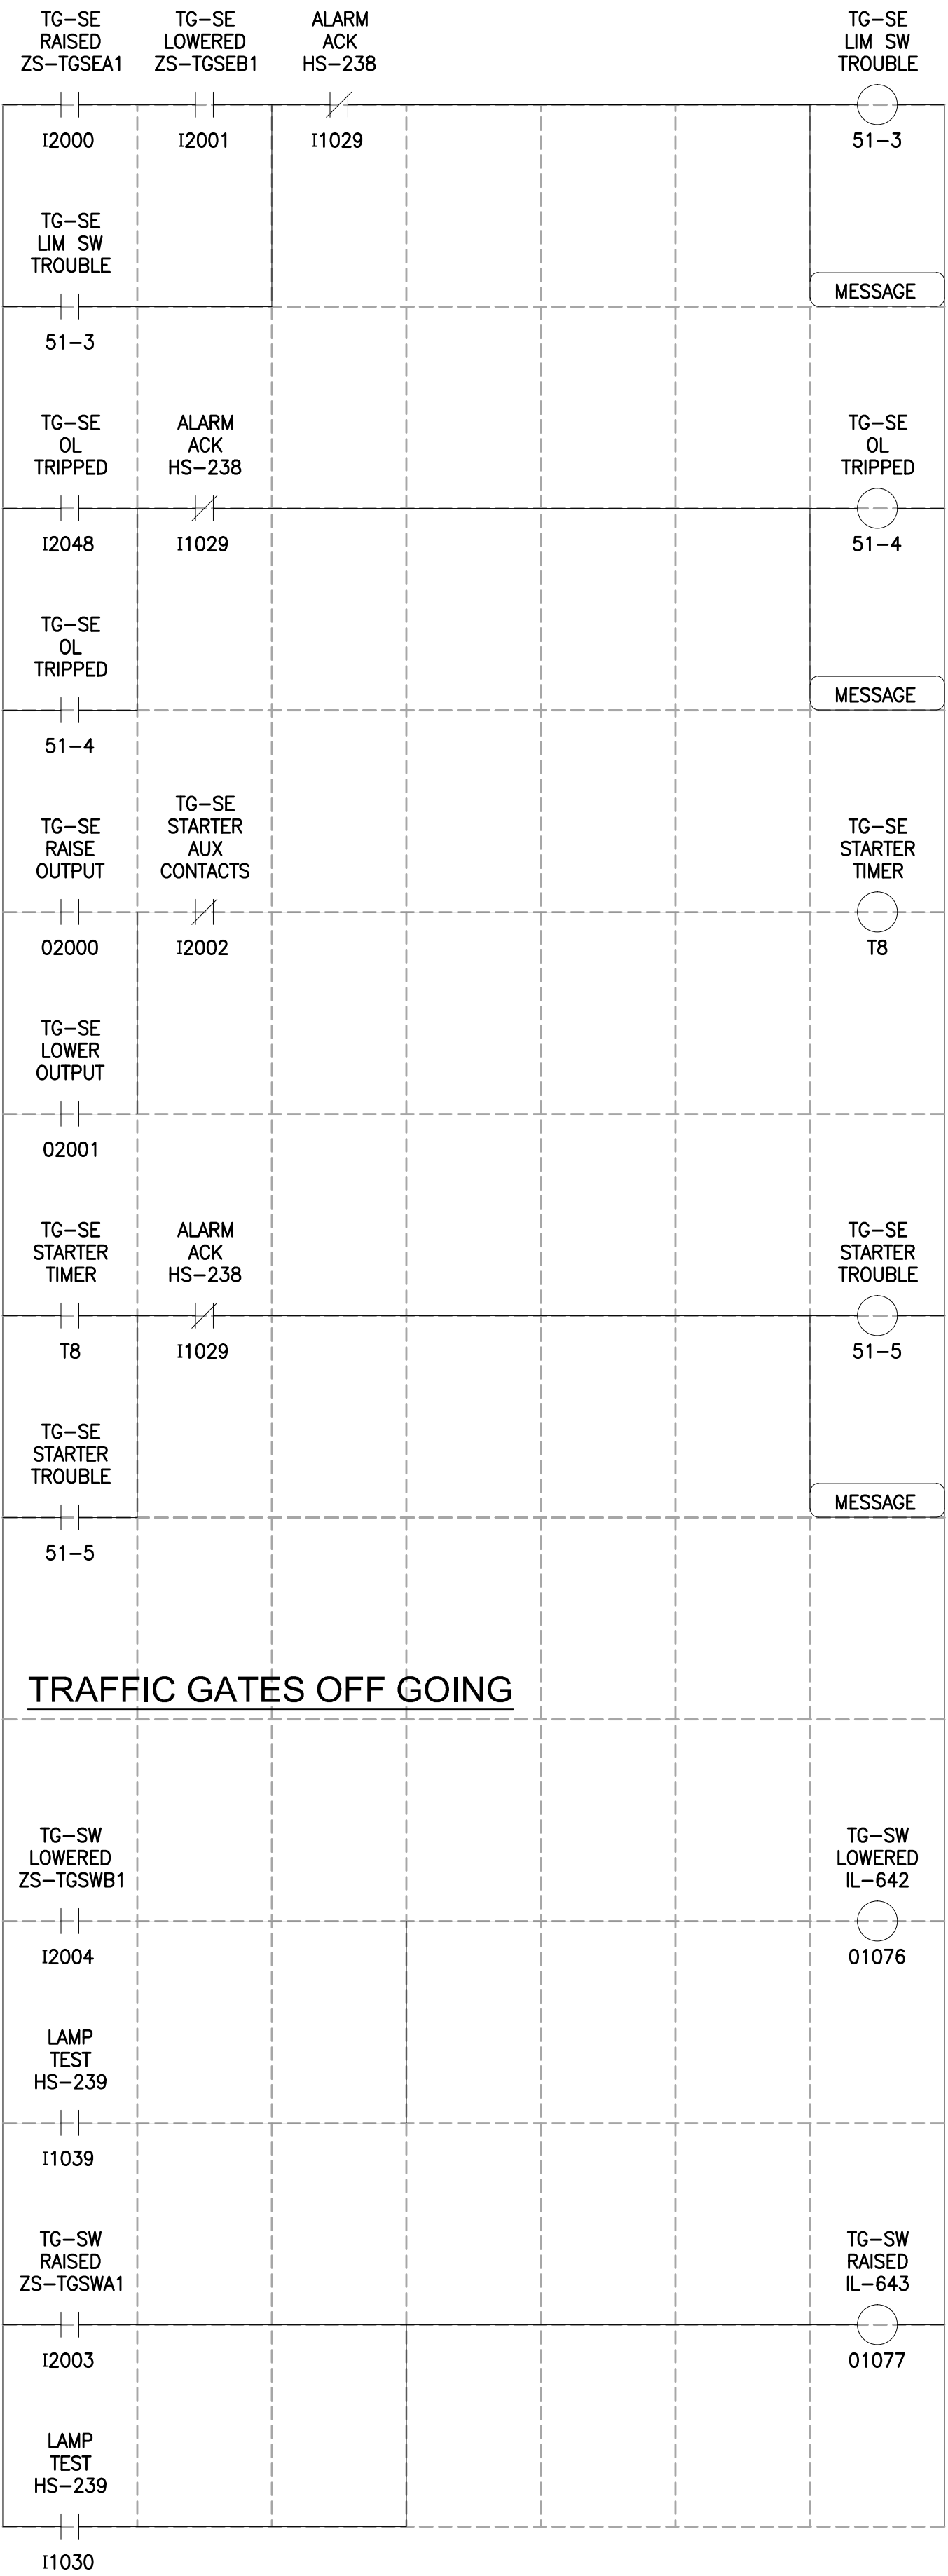 TG-SE
RAISED
ZS-TGSEA1
TG-SE
LOWERED
ZS-TGSEB1
ALARM
ACK
HS-238
TG-SE
LIM SW
TROUBLE
I2000
I2001
I1029
51-3
TG-SE
LIM SW
TROUBLE
MESSAGE
51-3
TG-SE
OL
TRIPPED
ALARM
ACK
HS-238
TG-SE
OL
TRIPPED
I2048
I1029
51-4
TG-SE
OL
TRIPPED
MESSAGE
51-4
TG-SE
RAISE
OUTPUT
TG-SE
STARTER
AUX
CONTACTS
TG-SE
STARTER
TIMER
02000
I2002
T8
TG-SE
LOWER
OUTPUT
02001
TG-SE
STARTER
TIMER
ALARM
ACK
HS-238
TG-SE
STARTER
TROUBLE
T8
I1029
51-5
TG-SE
STARTER
TROUBLE
MESSAGE
51-5
TRAFFIC GATES OFF GOING
TG-SW
LOWERED
ZS-TGSWB1
TG-SW
LOWERED
IL-642
I2004
01076
LAMP
TEST
HS-239
I1039
TG-SW
RAISED
ZS-TGSWA1
TG-SW
RAISED
IL-643
I2003
01077
LAMP
TEST
HS-239
I1030